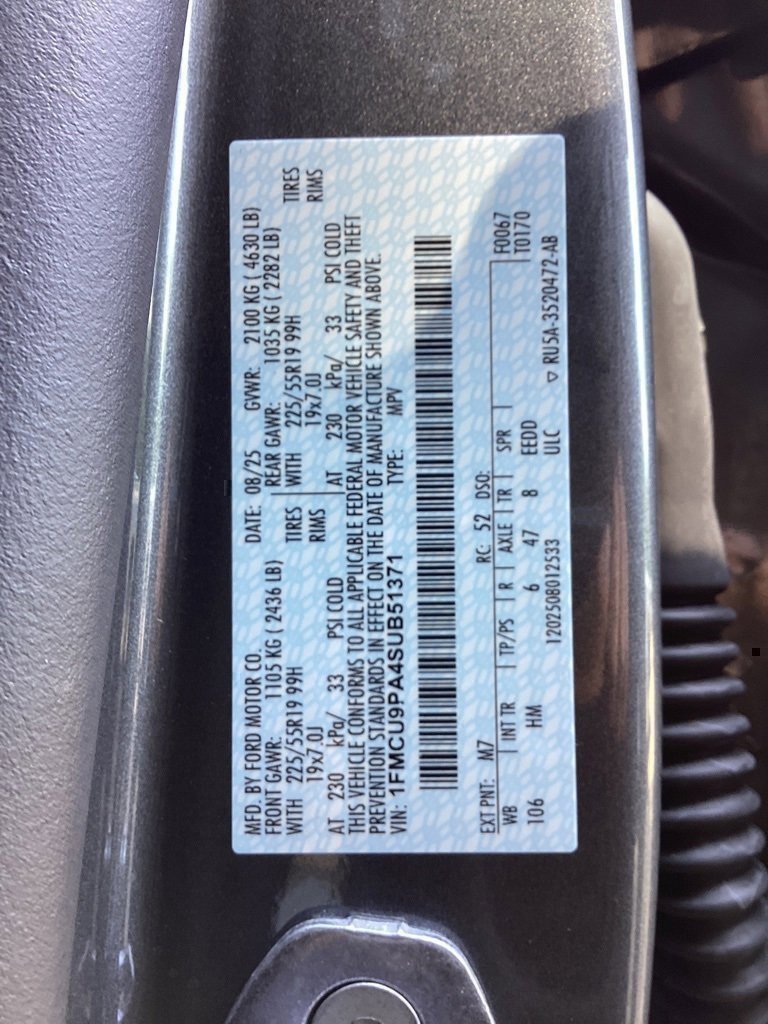 MFD. BY FORD MOTOR CO. DATE: 08/25 GVWR: 2100 KG ( 4630 LB)
FRONT GAWR: 1105 KG ( 2436 LB) REAR GAWR: 1035 KG ( 2282 LB)
WITH 225/55R19 99H TIRES WITH 225/55R19 99H TIRES
19x7.0J RIMS 19x7.0J RIMS
AT 230 kPa/ 33 PSI COLD AT 230 kPa/ 33 PSI COLD
THIS VEHICLE CONFORMS TO ALL APPLICABLE FEDERAL MOTOR VEHICLE SAFETY AND THEFT
PREVENTION STANDARDS IN EFFECT ON THE DATE OF MANUFACTURE SHOWN ABOVE.
VIN: 1FMCU9PA4SUB51371 TYPE: MPV
EXT PNT: M7 RC: 52 DSO:
WB INT TR TP/PS R AXLE TR SPR F0067
106 HM 6 47 8 EEDD T0170
1202508012533 ULC ▽ RU5A-3520472-AB